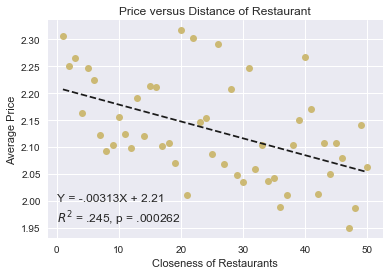 Price versus Distance of Restaurant
2.30
2.25
2.20
2.15
2.10
2.05
2.00
1.95
Average Price
Y = -.00313X + 2.21
R² = .245, p = .000262
0 10 20 30 40 50
Closeness of Restaurants